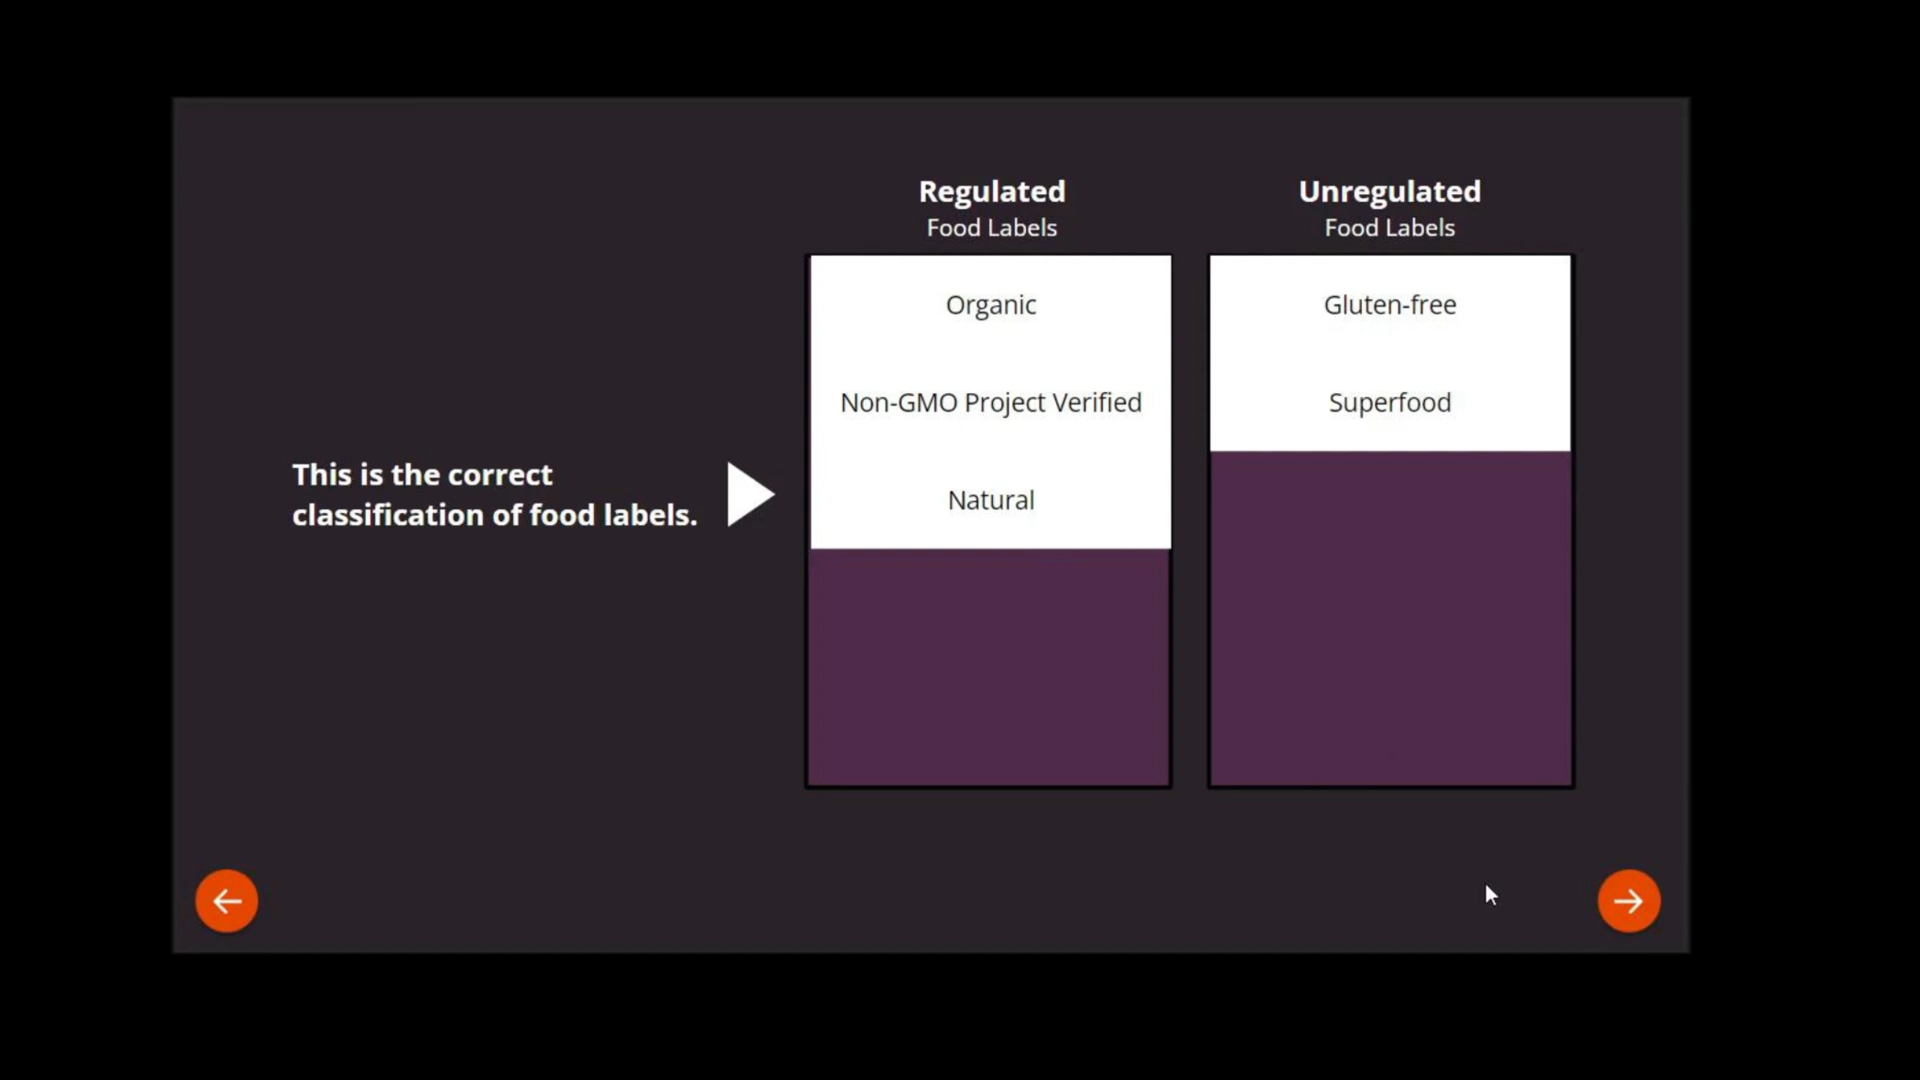 Regulated
Food Labels
Organic
Non-GMO Project Verified
Natural
Unregulated
Food Labels
Gluten-free
Superfood
This is the correct
classification of food labels.